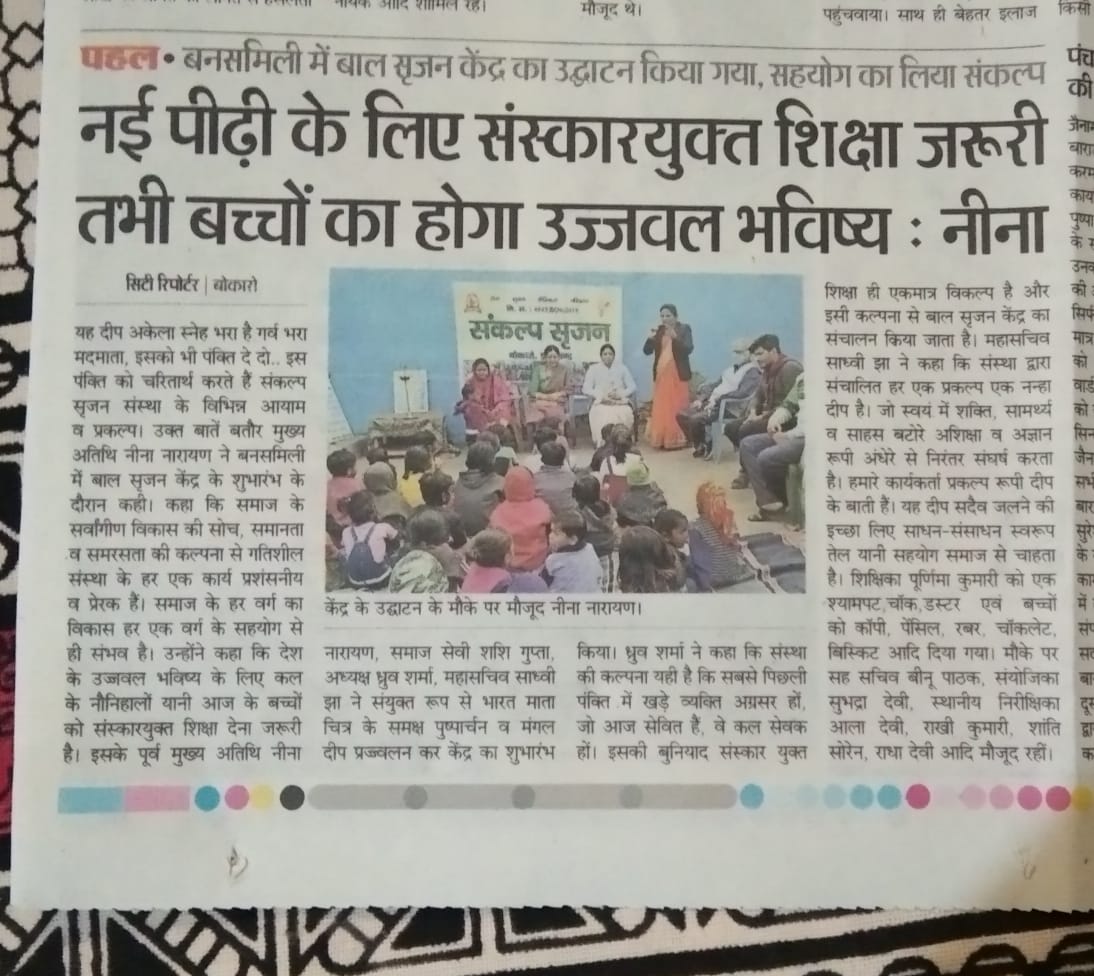 मौजूद थे।
पहुंचवाया। साथ ही बेहतर इलाज
पहल • बनसमिली में बाल सृजन केंद्र का उद्घाटन किया गया, सहयोग का लिया संकल्प
नई पीढ़ी के लिए संस्कारयुक्त शिक्षा जरूरी
तभी बच्चों का होगा उज्जवल भविष्य : नीना
सिटी रिपोर्टर | बोकारो
यह दीप अकेला स्नेह भरा है गर्व भरा
मदमाता, इसको भी पंक्ति दे दो.. इस
पंक्ति को चरितार्थ करते हैं संकल्प
सृजन संस्था के विभिन्न आयाम
व प्रकल्प। उक्त बातें बतौर मुख्य
अतिथि नीना नारायण ने बनसमिली
में बाल सृजन केंद्र के शुभारंभ के
दौरान कही। कहा कि समाज के
सर्वांगीण विकास की सोच, समानता
व समरसता की कल्पना से गतिशील
संस्था के हर एक कार्य प्रशंसनीय
व प्रेरक हैं। समाज के हर वर्ग का
विकास हर एक वर्ग के सहयोग से
ही संभव है। उन्होंने कहा कि देश
के उज्जवल भविष्य के लिए कल
के नौनिहालों यानी आज के बच्चों
को संस्कारयुक्त शिक्षा देना जरूरी
है। इसके पूर्व मुख्य अतिथि नीना
संकल्प सृजन
केंद्र के उद्घाटन के मौके पर मौजूद नीना नारायण।
नारायण, समाज सेवी शशि गुप्ता,
अध्यक्ष ध्रुव शर्मा, महासचिव साध्वी
झा ने संयुक्त रूप से भारत माता
चित्र के समक्ष पुष्पार्चन व मंगल
दीप प्रज्ज्वलन कर केंद्र का शुभारंभ
किया। ध्रुव शर्मा ने कहा कि संस्था
की कल्पना यही है कि सबसे पिछली
पंक्ति में खड़े व्यक्ति अग्रसर हों,
जो आज सेवित हैं, वे कल सेवक
हों। इसकी बुनियाद संस्कार युक्त
शिक्षा ही एकमात्र विकल्प है और
इसी कल्पना से बाल सृजन केंद्र का
संचालन किया जाता है। महासचिव
साध्वी झा ने कहा कि संस्था द्वारा
संचालित हर एक प्रकल्प एक नन्हा
दीप है। जो स्वयं में शक्ति, सामर्थ्य
व साहस बटोरे अशिक्षा व अज्ञान
रूपी अंधेरे से निरंतर संघर्ष करता
है। हमारे कार्यकर्ता प्रकल्प रूपी दीप
के बाती हैं। यह दीप सदैव जलने की
इच्छा लिए साधन-संसाधन स्वरूप
तेल यानी सहयोग समाज से चाहता
है। शिक्षिका पूर्णिमा कुमारी को एक
श्यामपट,चॉक,डस्टर एवं बच्चों
को कॉपी, पेंसिल, रबर, चॉकलेट,
बिस्किट आदि दिया गया। मौके पर
सह सचिव बीनू पाठक, संयोजिका
सुभद्रा देवी, स्थानीय निरीक्षिका
आला देवी, राखी कुमारी, शांति
सोरेन, राधा देवी आदि मौजूद रहीं।